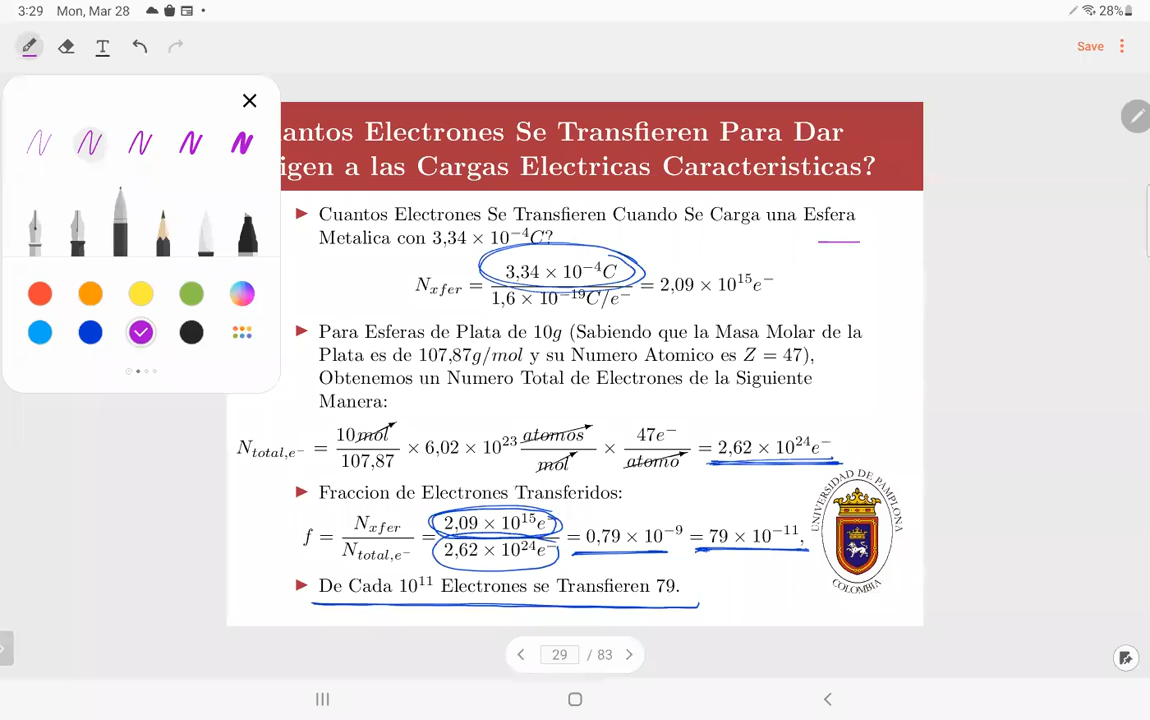 3:29 Mon, Mar 28
28%
Save
antos Electrones Se Transfieren Para Dar
igen a las Cargas Electricas Caracteristicas?
▶ Cuantos Electrones Se Transfieren Cuando Se Carga una Esfera
Metalica con 3,34 × 10⁻⁴C?
N_xfer = 3,34 × 10⁻⁴C / 1,6 × 10⁻¹⁹C/e⁻ = 2,09 × 10¹⁵e⁻
▶ Para Esferas de Plata de 10g (Sabiendo que la Masa Molar de la
Plata es de 107,87g/mol y su Numero Atomico es Z = 47),
Obtenemos un Numero Total de Electrones de la Siguiente
Manera:
N_total,e⁻ = 10mol / 107,87 × 6,02 × 10²³ atomos / mol × 47e⁻ / atomo = 2,62 × 10²⁴e⁻
▶ Fraccion de Electrones Transferidos:
f = N_xfer / N_total,e⁻ = 2,09 × 10¹⁵e⁻ / 2,62 × 10²⁴e⁻ = 0,79 × 10⁻⁹ = 79 × 10⁻¹¹,
▶ De Cada 10¹¹ Electrones se Transfieren 79.
UNIVERSIDAD DE PAMPLONA
COLOMBIA
29 / 83